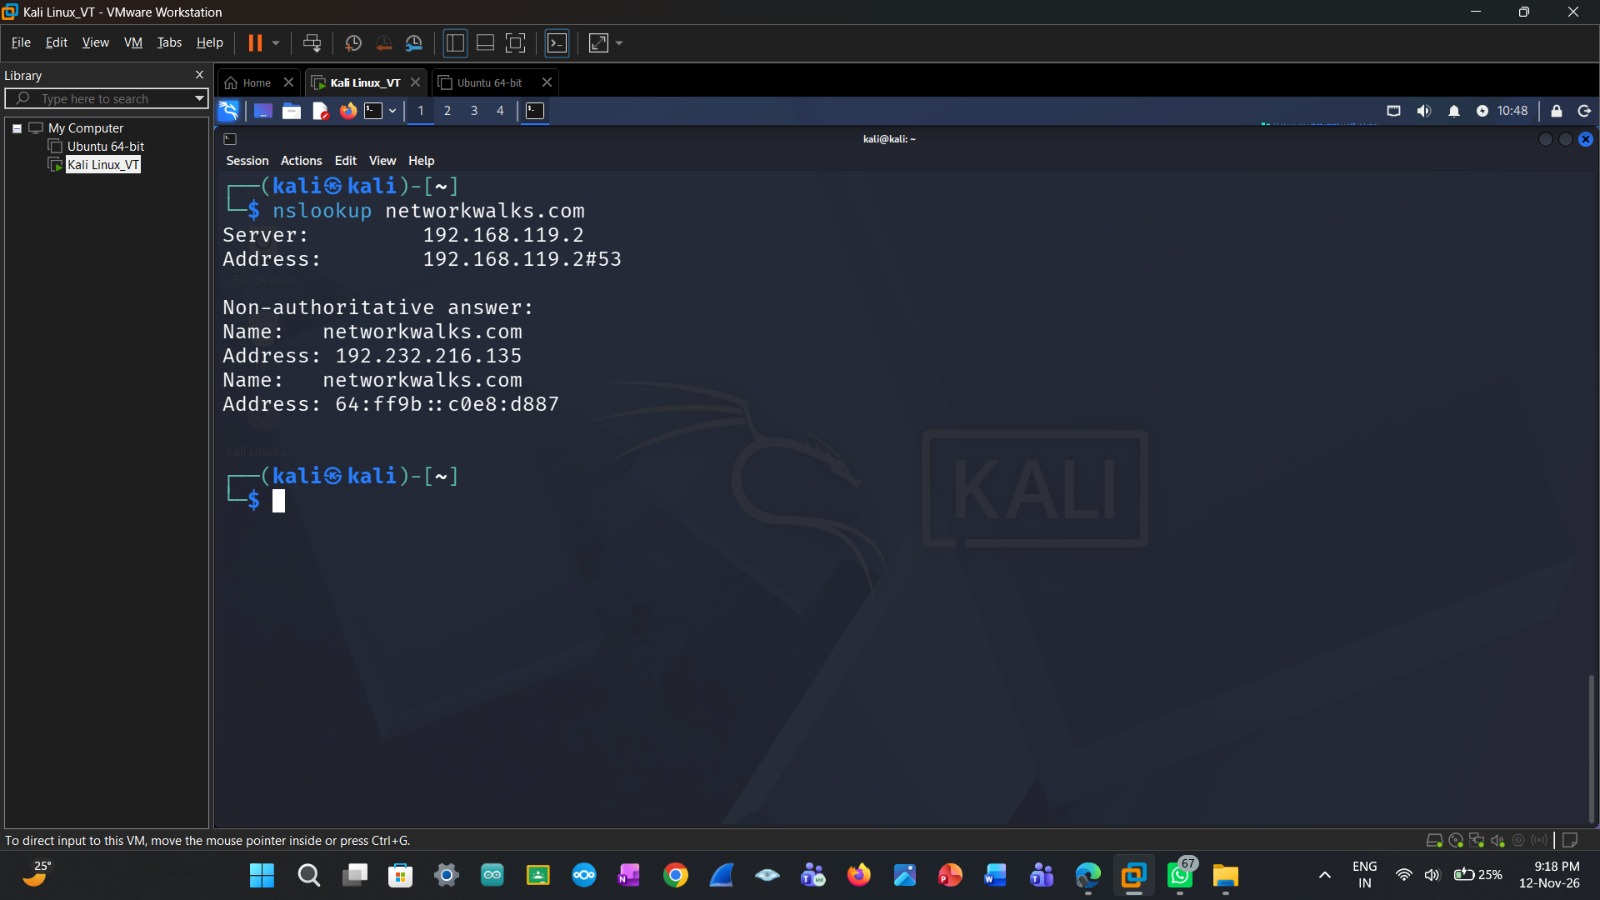 Kali Linux_VT - VMware Workstation
File Edit View VM Tabs Help
Library
Type here to search
My Computer
Ubuntu 64-bit
Kali Linux_VT
Home
Kali Linux_VT
Ubuntu 64-bit
1 2 3 4
10:48
kali@kali: ~
Session Actions Edit View Help
┌──(kali㉿kali)-[~]
└─$ nslookup networkwalks.com
Server: 192.168.119.2
Address: 192.168.119.2#53
Non-authoritative answer:
Name: networkwalks.com
Address: 192.232.216.135
Name: networkwalks.com
Address: 64:ff9b::c0e8:d887
┌──(kali㉿kali)-[~]
└─$
KALI
To direct input to this VM, move the mouse pointer inside or press Ctrl+G.
25°
67
ENG
IN
25%
9:18 PM
12-Nov-26